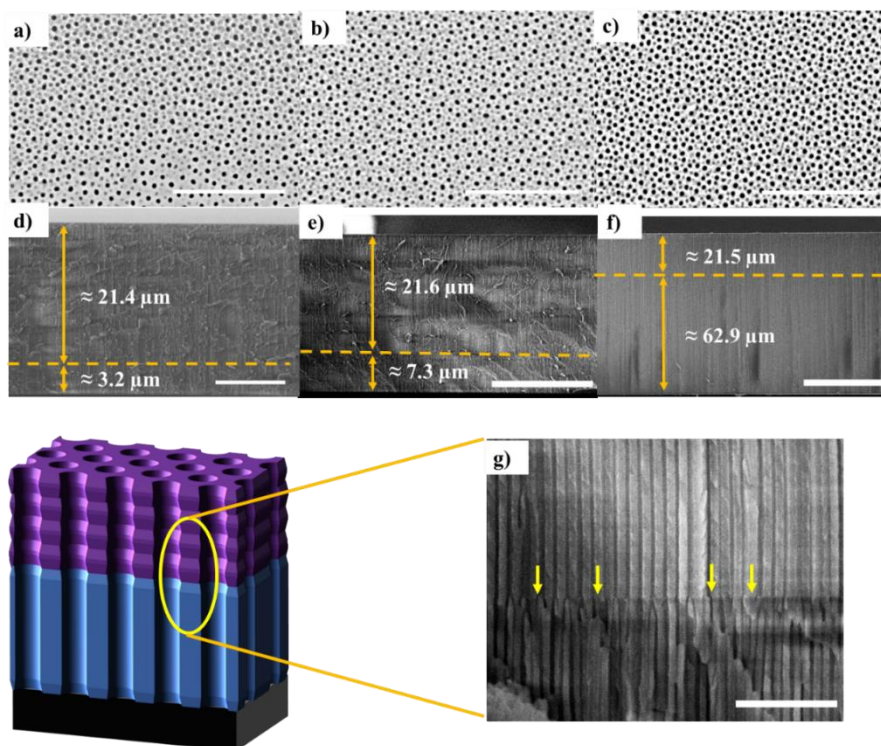 a)
b)
c)
d)
≈ 21.4 µm
≈ 3.2 µm
e)
≈ 21.6 µm
≈ 7.3 µm
f)
≈ 21.5 µm
≈ 62.9 µm
g)